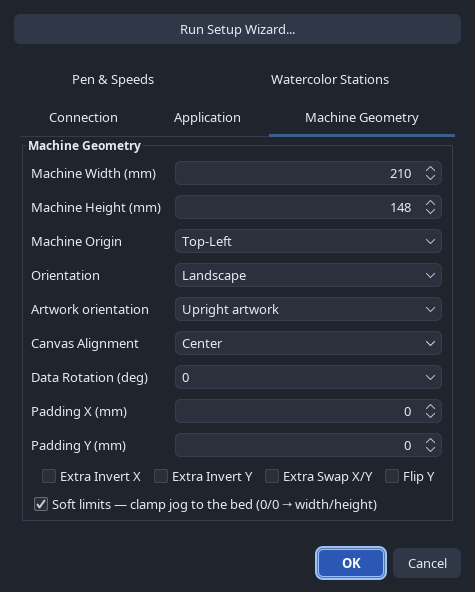 Run Setup Wizard...
Pen & Speeds Watercolor Stations
Connection Application Machine Geometry
Machine Geometry
Machine Width (mm) 210
Machine Height (mm) 148
Machine Origin Top-Left
Orientation Landscape
Artwork orientation Upright artwork
Canvas Alignment Center
Data Rotation (deg) 0
Padding X (mm) 0
Padding Y (mm) 0
Extra Invert X Extra Invert Y Extra Swap X/Y Flip Y
Soft limits — clamp jog to the bed (0/0 → width/height)
OK Cancel